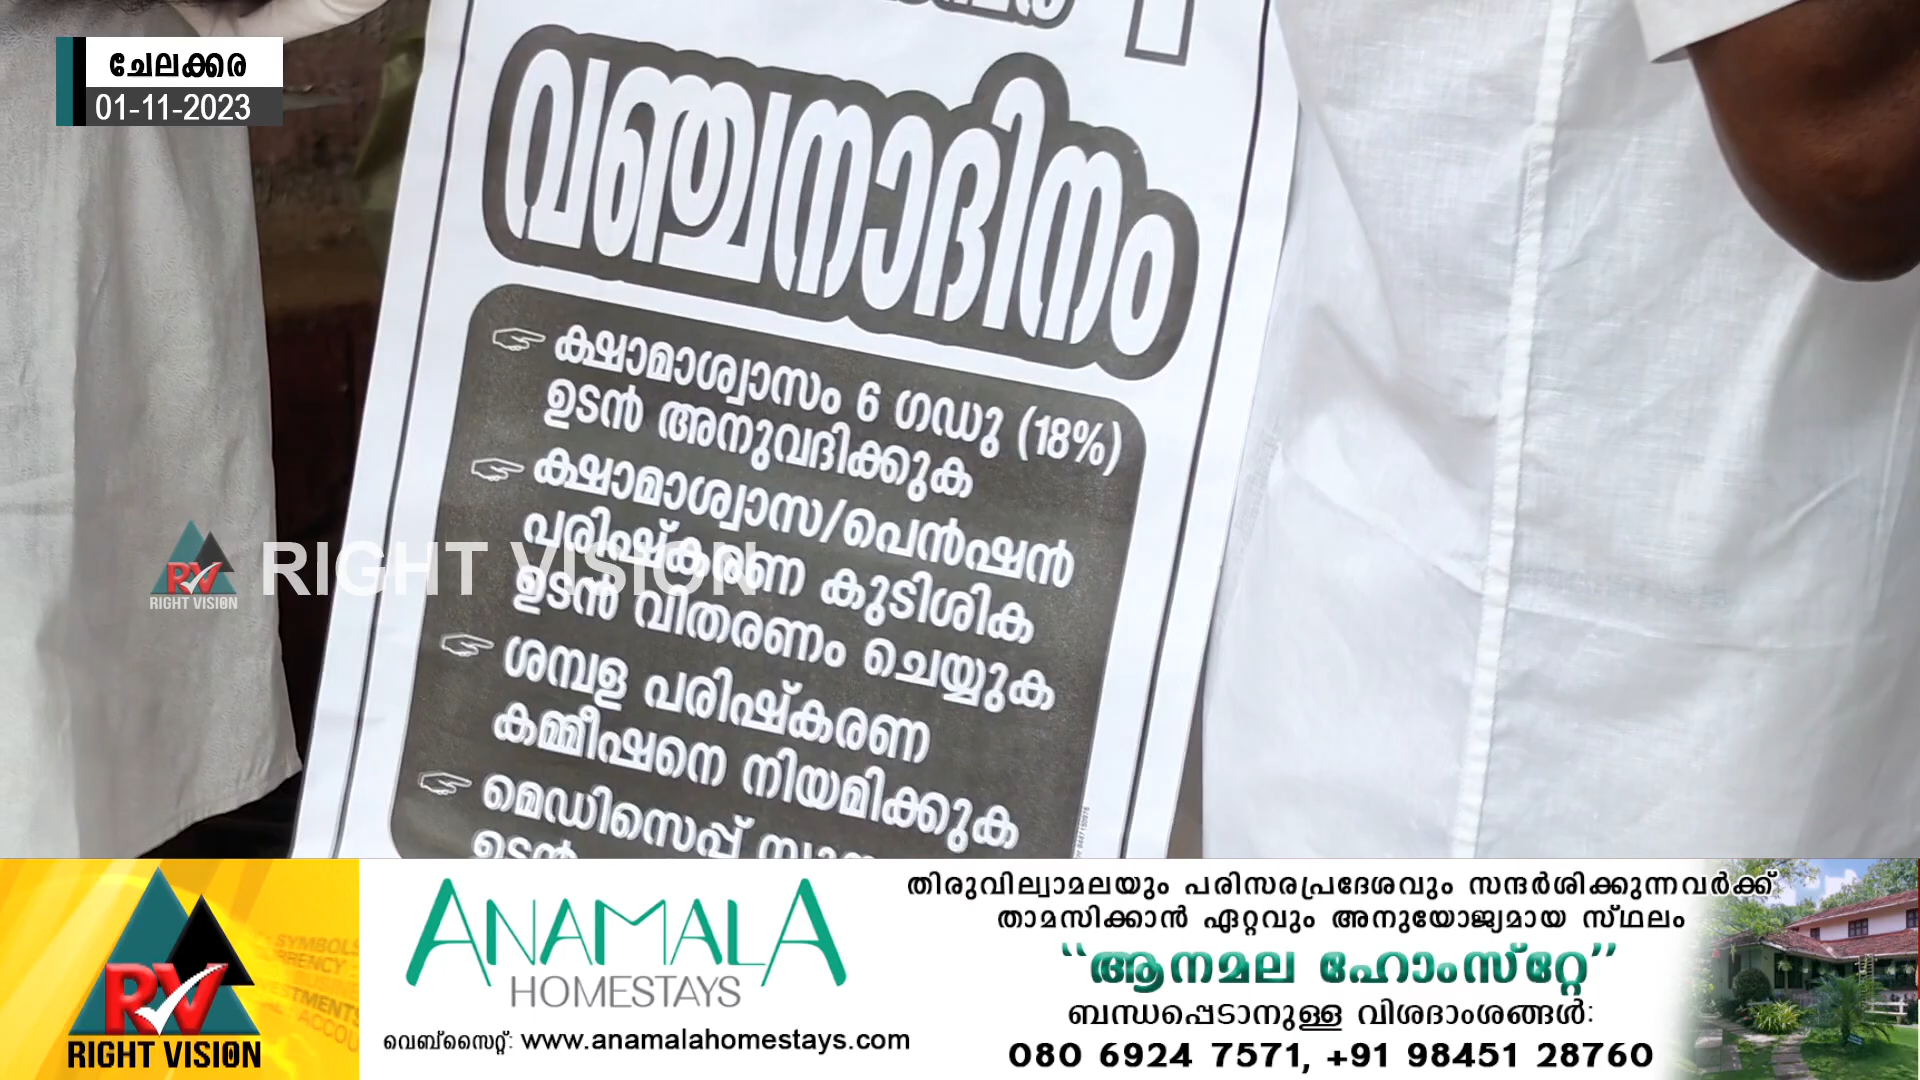 ചേലക്കര
01-11-2023
വഞ്ചനാദിനം
ക്ഷാമാശ്വാസം 6 ഗഡു (18%)
ഉടൻ അനുവദിക്കുക
ക്ഷാമാശ്വാസ/പെൻഷൻ
പരിഷ്കരണ കുടിശിക
ഉടൻ വിതരണം ചെയ്യുക
ശമ്പള പരിഷ്കരണ
കമ്മീഷനെ നിയമിക്കുക
മെഡിസെപ്പ്
ഉടൻ
RIGHT VISION
RV
RIGHT VISION
RV
RIGHT VISION
ANAMALA
HOMESTAYS
വെബ്സൈറ്റ്: www.anamalahomestays.com
തിരുവില്വാമലയും പരിസരപ്രദേശവും സന്ദർശിക്കുന്നവർക്ക്
താമസിക്കാൻ ഏറ്റവും അനുയോജ്യമായ സ്ഥലം
"ആനമല ഹോംസ്റ്റേ"
ബന്ധപ്പെടാനുള്ള വിശദാംശങ്ങൾ:
080 6924 7571, +91 98451 28760